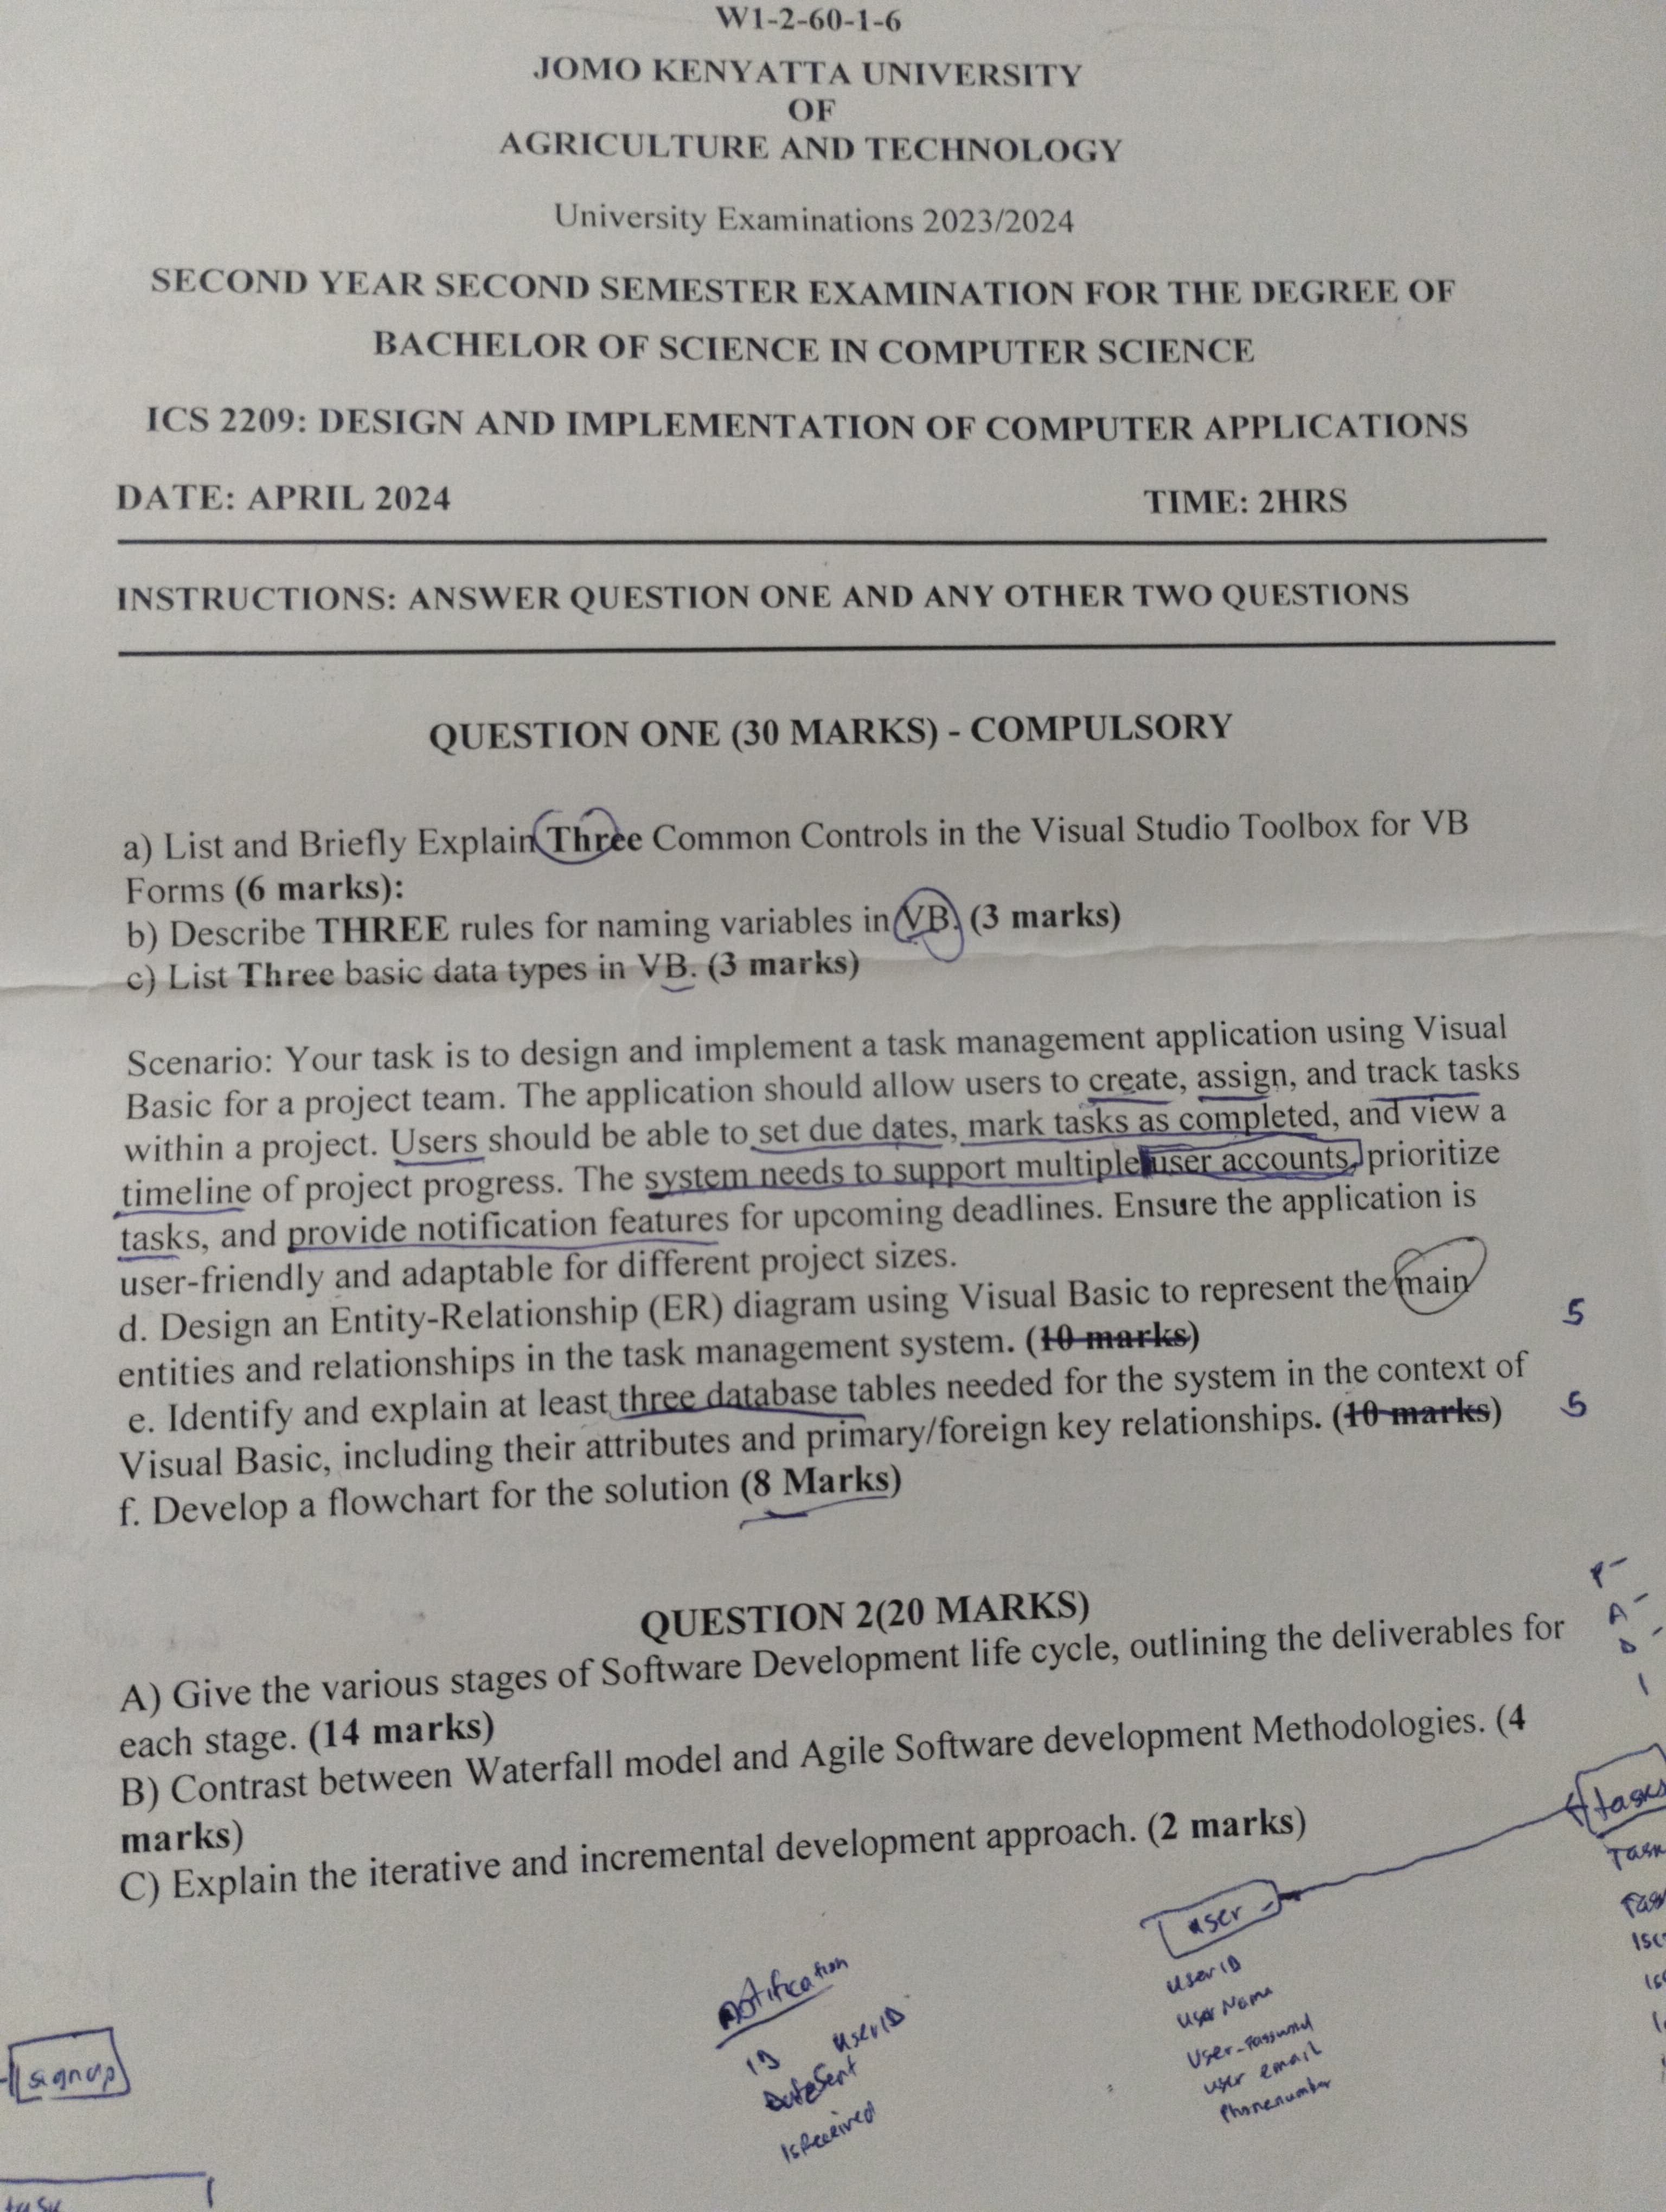 W1-2-60-1-6
JOMO KENYATTA UNIVERSITY
OF
AGRICULTURE AND TECHNOLOGY
University Examinations 2023/2024
SECOND YEAR SECOND SEMESTER EXAMINATION FOR THE DEGREE OF
BACHELOR OF SCIENCE IN COMPUTER SCIENCE
ICS 2209: DESIGN AND IMPLEMENTATION OF COMPUTER APPLICATIONS
DATE: APRIL 2024 TIME: 2HRS
INSTRUCTIONS: ANSWER QUESTION ONE AND ANY OTHER TWO QUESTIONS
QUESTION ONE (30 MARKS) - COMPULSORY
a) List and Briefly Explain Three Common Controls in the Visual Studio Toolbox for VB
Forms (6 marks):
b) Describe THREE rules for naming variables in VB. (3 marks)
c) List Three basic data types in VB. (3 marks)
Scenario: Your task is to design and implement a task management application using Visual
Basic for a project team. The application should allow users to create, assign, and track tasks
within a project. Users should be able to set due dates, mark tasks as completed, and view a
timeline of project progress. The system needs to support multiple user accounts, prioritize
tasks, and provide notification features for upcoming deadlines. Ensure the application is
user-friendly and adaptable for different project sizes.
d. Design an Entity-Relationship (ER) diagram using Visual Basic to represent the main
entities and relationships in the task management system. (10 marks) 5
e. Identify and explain at least three database tables needed for the system in the context of
Visual Basic, including their attributes and primary/foreign key relationships. (10 marks) 5
f. Develop a flowchart for the solution (8 Marks)
QUESTION 2(20 MARKS)
A) Give the various stages of Software Development life cycle, outlining the deliverables for
each stage. (14 marks)
B) Contrast between Waterfall model and Agile Software development Methodologies. (4
marks)
C) Explain the iterative and incremental development approach. (2 marks)
P-
A-
D-
tasks
Task
user
userID
user Name
User-Password
user email
Phonenumber
notification
ID userID
DateSent
IsReceived
signup
task